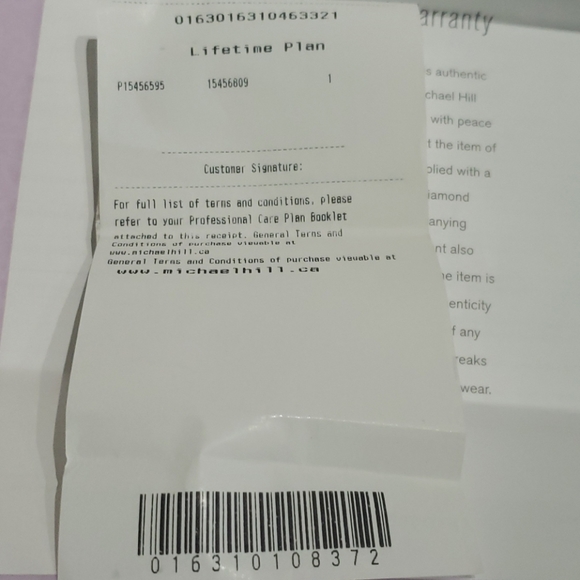 0163016310463321
Lifetime Plan
P15456595 15456809 1
Customer Signature:
For full list of terms and conditions, please
refer to your Professional Care Plan Booklet
attached to this receipt. General Terms and
Conditions of purchase viewable at
www.michaelhill.ca
General Terms and Conditions of purchase viewable at
www.michaelhill.ca
016310108372
arranty
s authentic
chael Hill
with peace
t the item of
plied with a
iamond
anying
nt also
he item is
enticity
f any
reaks
wear.